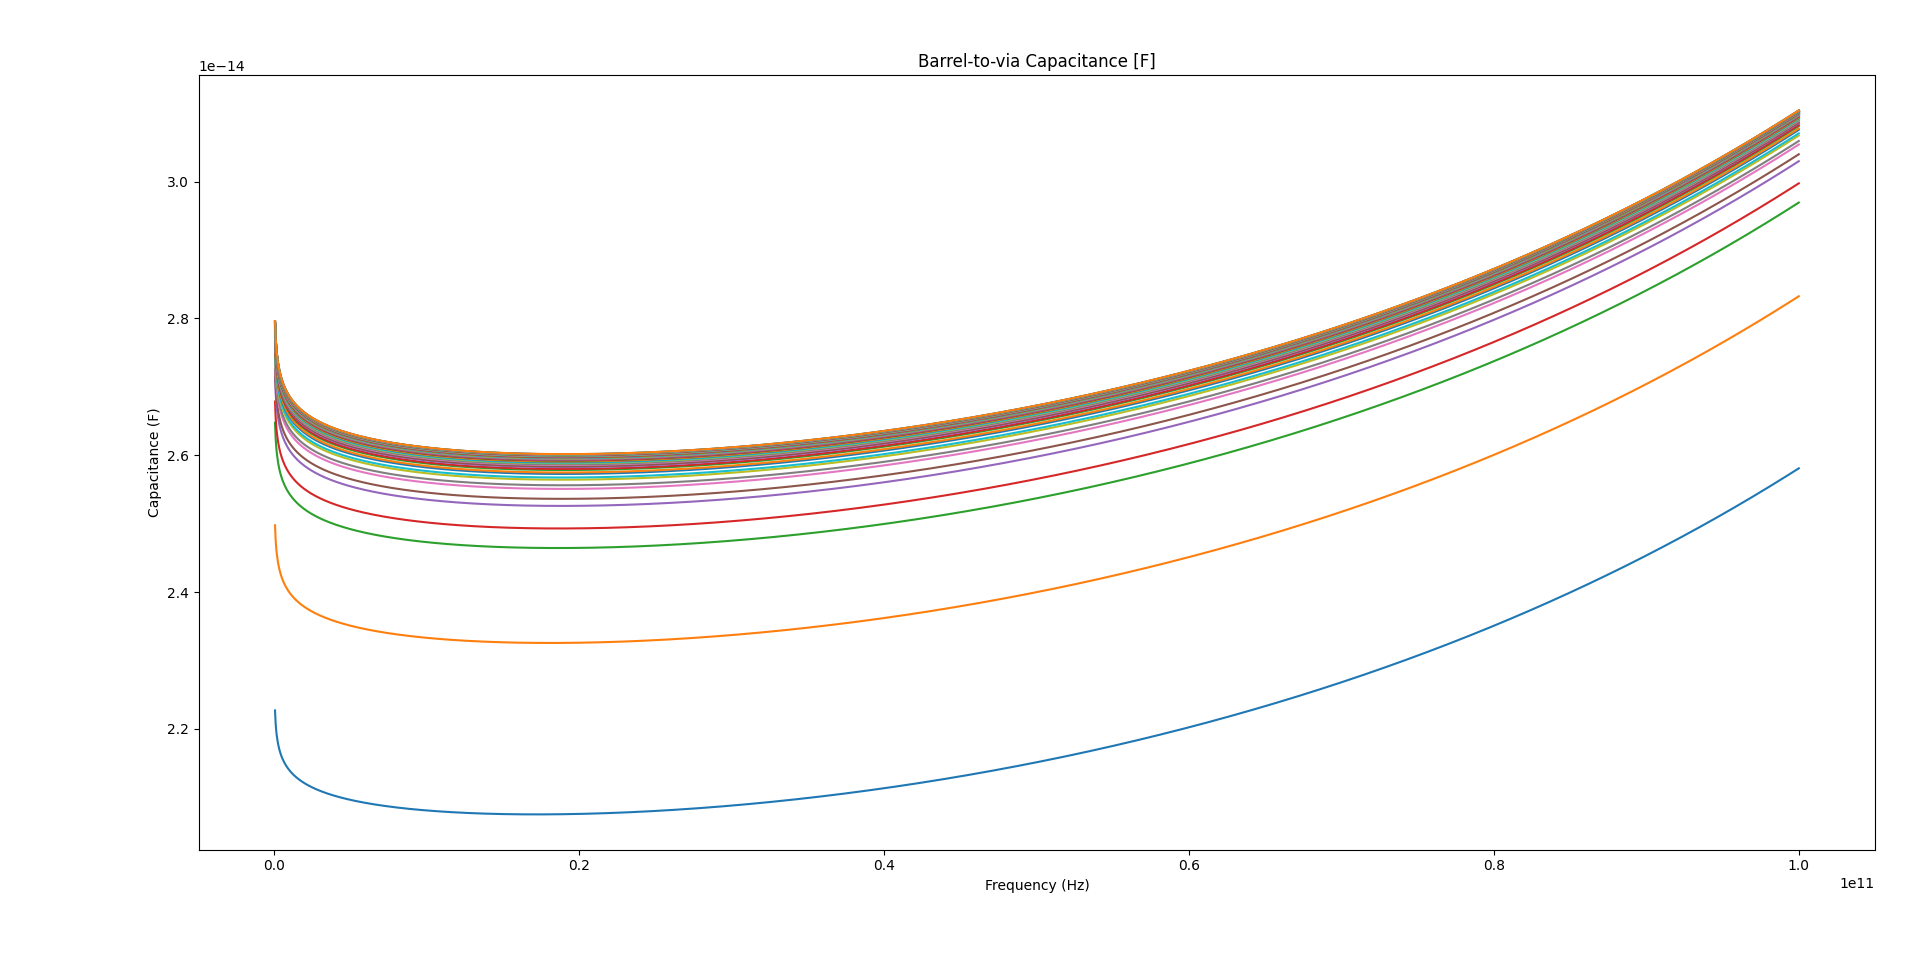 Barrel-to-via Capacitance [F]
1e−14
3.0
2.8
2.6
2.4
2.2
Capacitance (F)
0.0 0.2 0.4 0.6 0.8 1.0
Frequency (Hz)
1e11